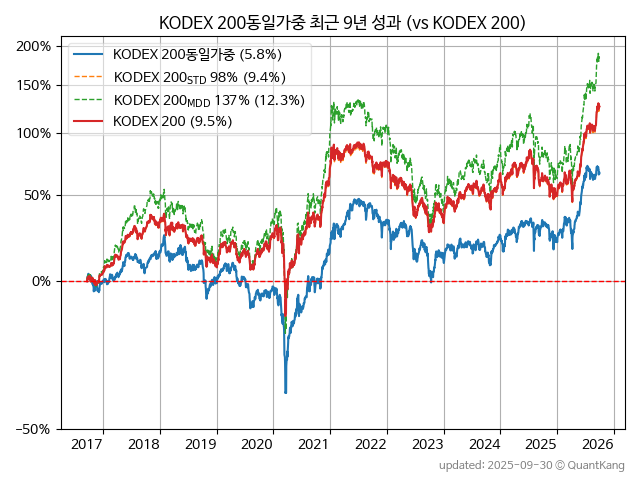 KODEX 200동일가중 최근 9년 성과 (vs KODEX 200)
KODEX 200동일가중 (5.8%)
KODEX 200STD 98% (9.4%)
KODEX 200MDD 137% (12.3%)
KODEX 200 (9.5%)
200%
150%
100%
50%
0%
−50%
2017 2018 2019 2020 2021 2022 2023 2024 2025 2026
updated: 2025-09-30 © QuantKang